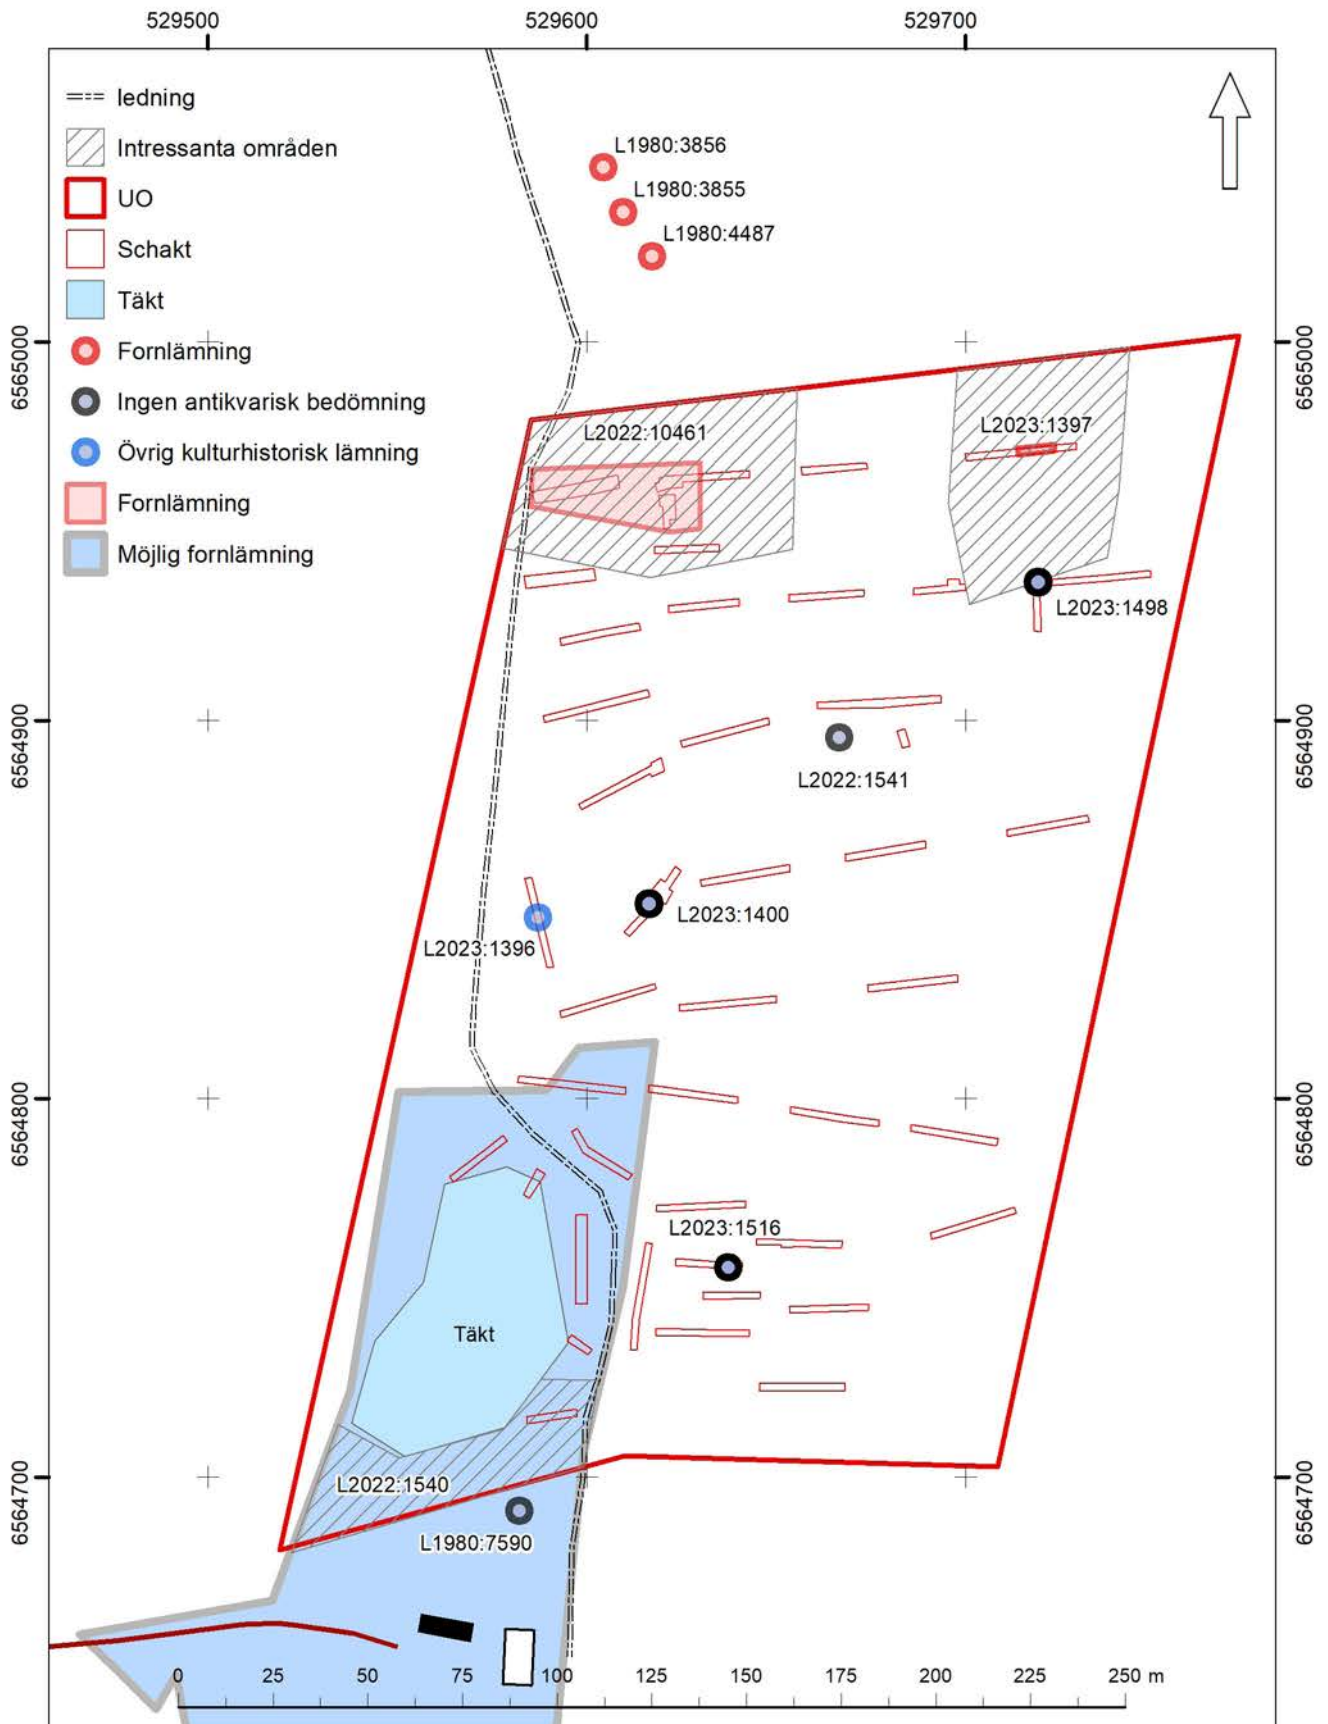 529500 529600 529700
ledning
Intressanta områden
UO
Schakt
Täkt
Fornlämning
Ingen antikvarisk bedömning
Övrig kulturhistorisk lämning
Fornlämning
Möjlig fornlämning
L1980:3856
L1980:3855
L1980:4487
6565000 6565000
L2022:10461
L2023:1397
L2023:1498
6564900 6564900
L2022:1541
L2023:1400
L2023:1396
6564800 6564800
L2023:1516
Täkt
6564700 6564700
L2022:1540
L1980:7590
0 25 50 75 100 125 150 175 200 225 250 m